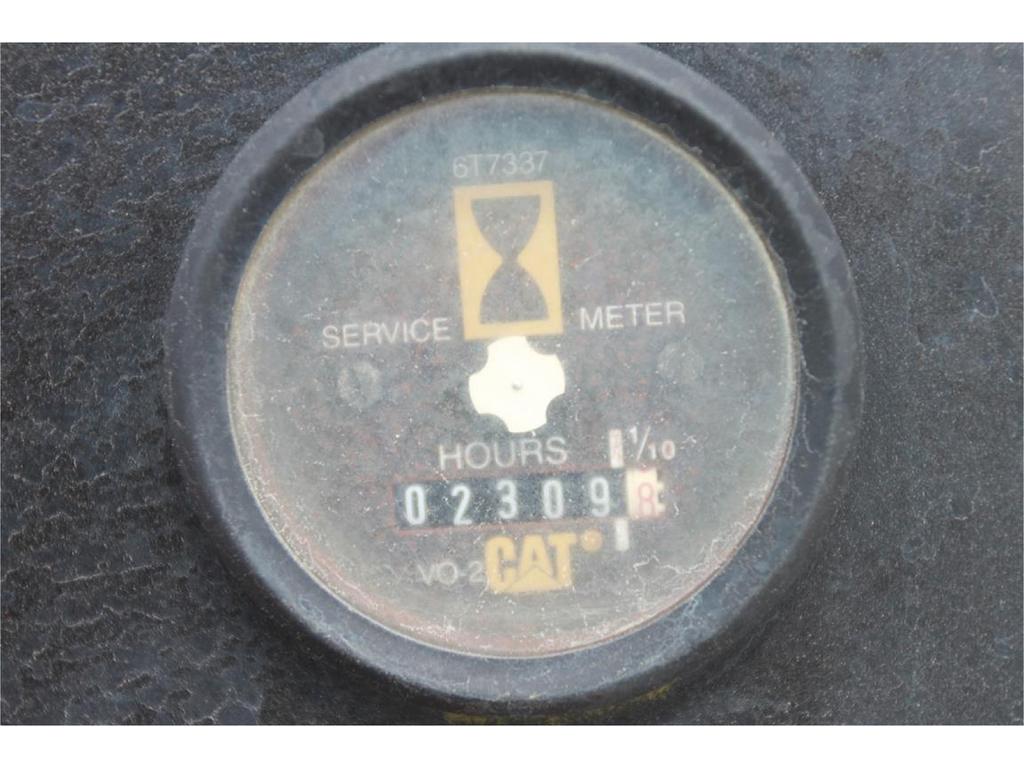 6T7337
SERVICE METER
HOURS 1/10
023098
VO-2 CAT